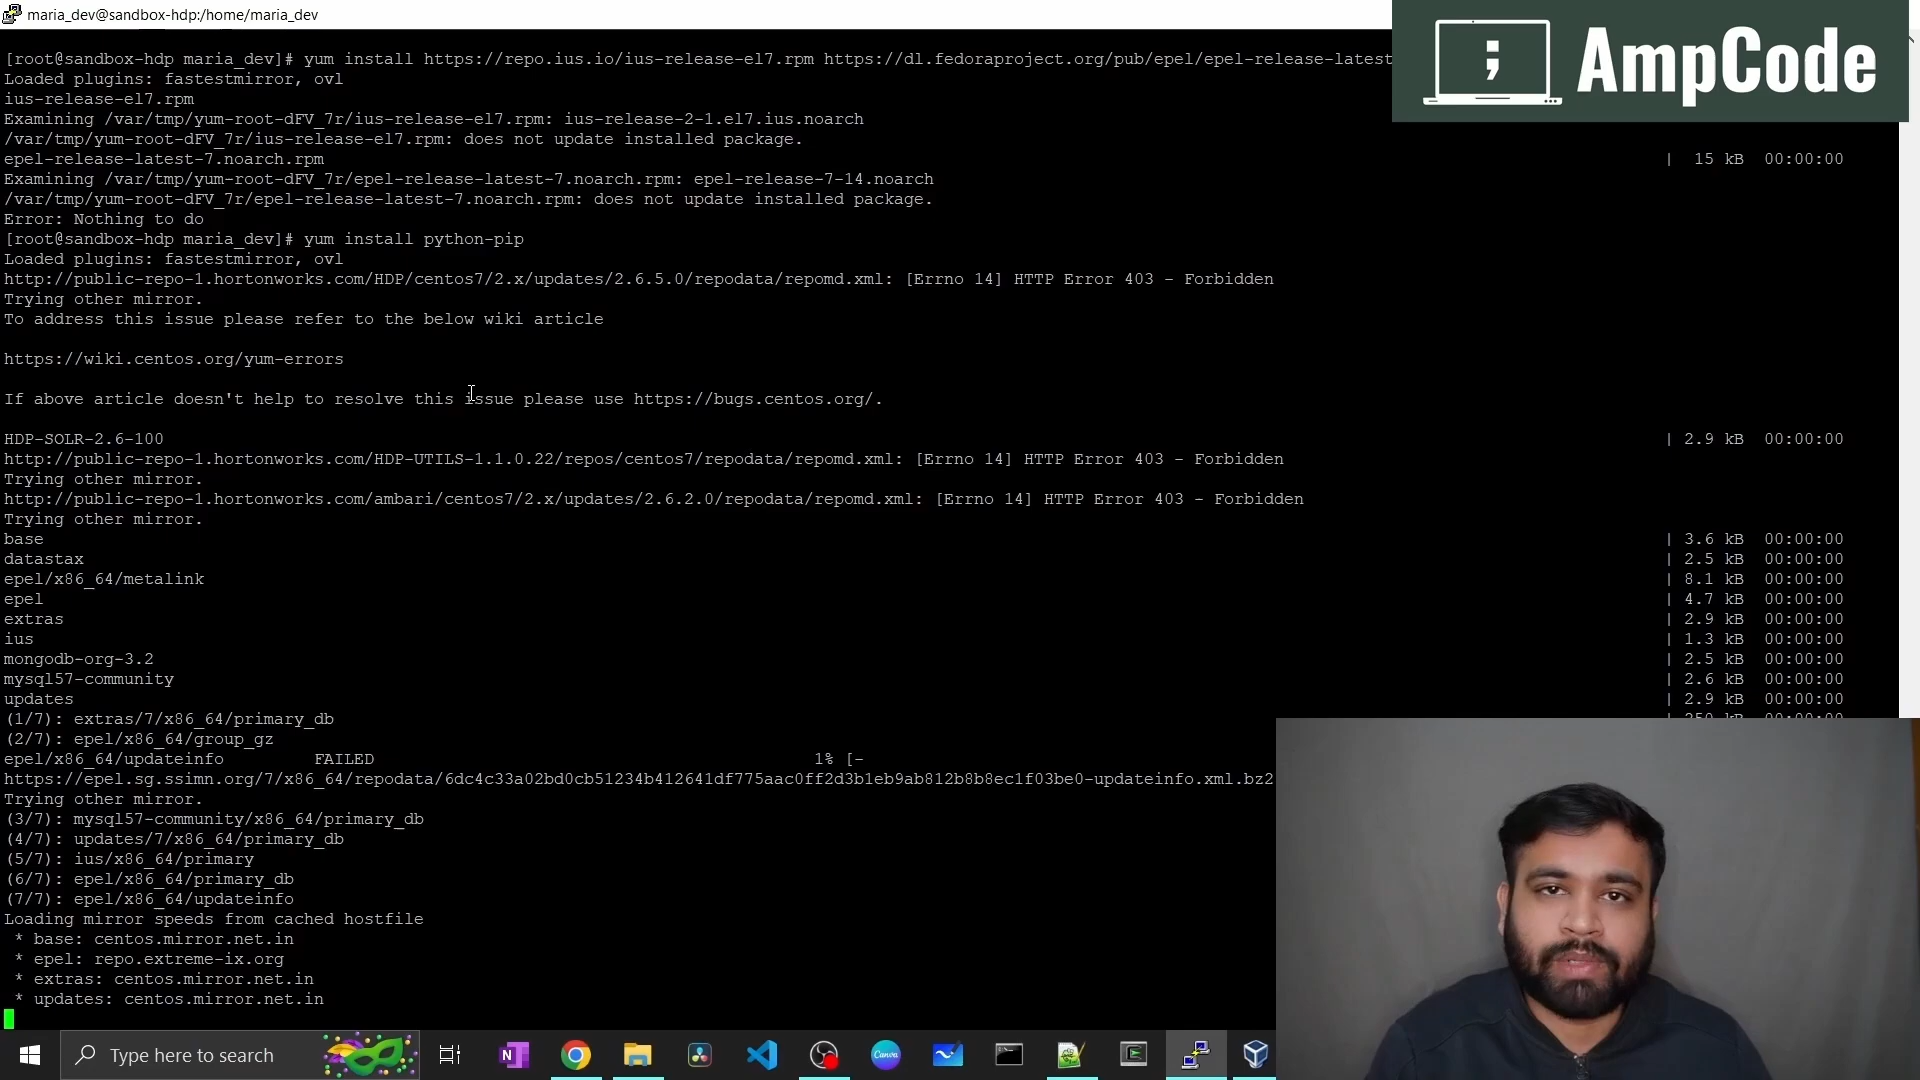 maria_dev@sandbox-hdp:/home/maria_dev
; AmpCode
[root@sandbox-hdp maria_dev]# yum install https://repo.ius.io/ius-release-el7.rpm https://dl.fedoraproject.org/pub/epel/epel-release-latest
Loaded plugins: fastestmirror, ovl
ius-release-el7.rpm
Examining /var/tmp/yum-root-dFV_7r/ius-release-el7.rpm: ius-release-2-1.el7.ius.noarch
/var/tmp/yum-root-dFV_7r/ius-release-el7.rpm: does not update installed package.
epel-release-latest-7.noarch.rpm | 15 kB 00:00:00
Examining /var/tmp/yum-root-dFV_7r/epel-release-latest-7.noarch.rpm: epel-release-7-14.noarch
/var/tmp/yum-root-dFV_7r/epel-release-latest-7.noarch.rpm: does not update installed package.
Error: Nothing to do
[root@sandbox-hdp maria_dev]# yum install python-pip
Loaded plugins: fastestmirror, ovl
http://public-repo-1.hortonworks.com/HDP/centos7/2.x/updates/2.6.5.0/repodata/repomd.xml: [Errno 14] HTTP Error 403 - Forbidden
Trying other mirror.
To address this issue please refer to the below wiki article
https://wiki.centos.org/yum-errors
If above article doesn't help to resolve this issue please use https://bugs.centos.org/.
HDP-SOLR-2.6-100 | 2.9 kB 00:00:00
http://public-repo-1.hortonworks.com/HDP-UTILS-1.1.0.22/repos/centos7/repodata/repomd.xml: [Errno 14] HTTP Error 403 - Forbidden
Trying other mirror.
http://public-repo-1.hortonworks.com/ambari/centos7/2.x/updates/2.6.2.0/repodata/repomd.xml: [Errno 14] HTTP Error 403 - Forbidden
Trying other mirror.
base | 3.6 kB 00:00:00
datastax | 2.5 kB 00:00:00
epel/x86_64/metalink | 8.1 kB 00:00:00
epel | 4.7 kB 00:00:00
extras | 2.9 kB 00:00:00
ius | 1.3 kB 00:00:00
mongodb-org-3.2 | 2.5 kB 00:00:00
mysql57-community | 2.6 kB 00:00:00
updates | 2.9 kB 00:00:00
(1/7): extras/7/x86_64/primary_db
(2/7): epel/x86_64/group_gz
epel/x86_64/updateinfo FAILED 1% [-
https://epel.sg.ssimn.org/7/x86_64/repodata/6dc4c33a02bd0cb51234b412641df775aac0ff2d3b1eb9ab812b8b8ec1f03be0-updateinfo.xml.bz2
Trying other mirror.
(3/7): mysql57-community/x86_64/primary_db
(4/7): updates/7/x86_64/primary_db
(5/7): ius/x86_64/primary
(6/7): epel/x86_64/primary_db
(7/7): epel/x86_64/updateinfo
Loading mirror speeds from cached hostfile
* base: centos.mirror.net.in
* epel: repo.extreme-ix.org
* extras: centos.mirror.net.in
* updates: centos.mirror.net.in
Type here to search
Canva